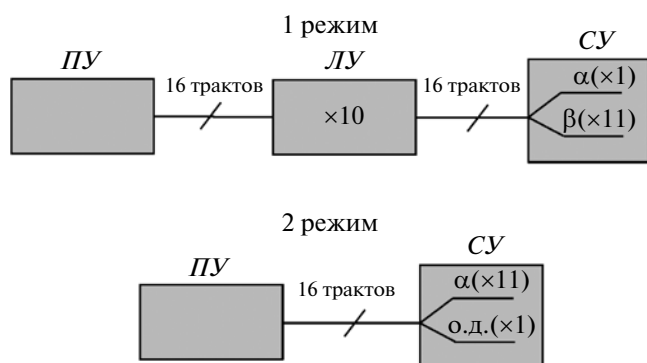 1 режим
ПУ
ЛУ
СУ
16 трактов
16 трактов
×10
α(×1)
β(×11)
2 режим
ПУ
СУ
16 трактов
α(×11)
о.д.(×1)